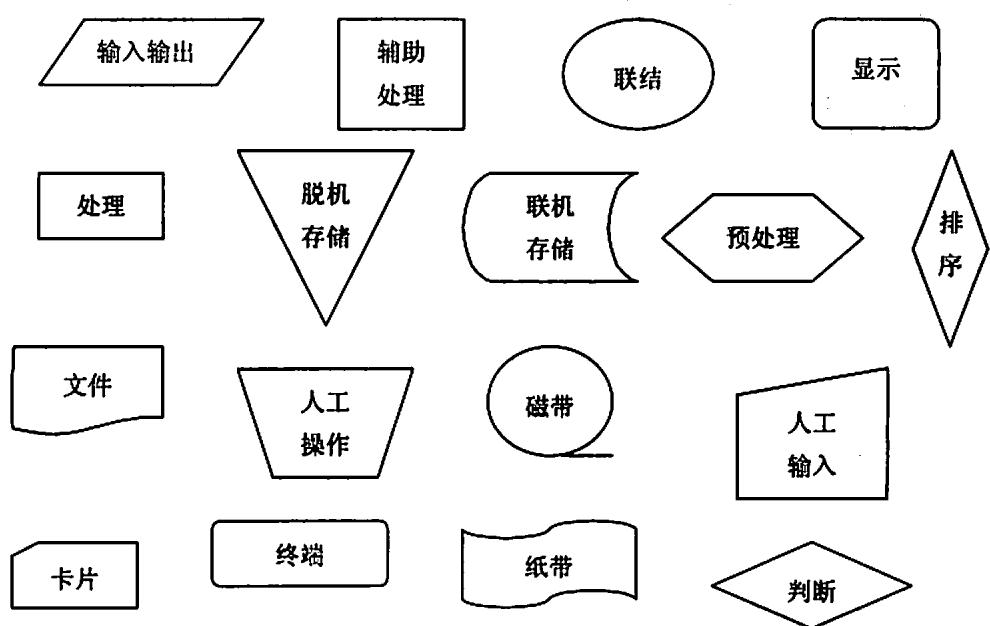 输入输出
辅助
处理
联结
显示
处理
脱机
存储
联机
存储
预处理
排
序
文件
人工
操作
磁带
人工
输入
卡片
终端
纸带
判断